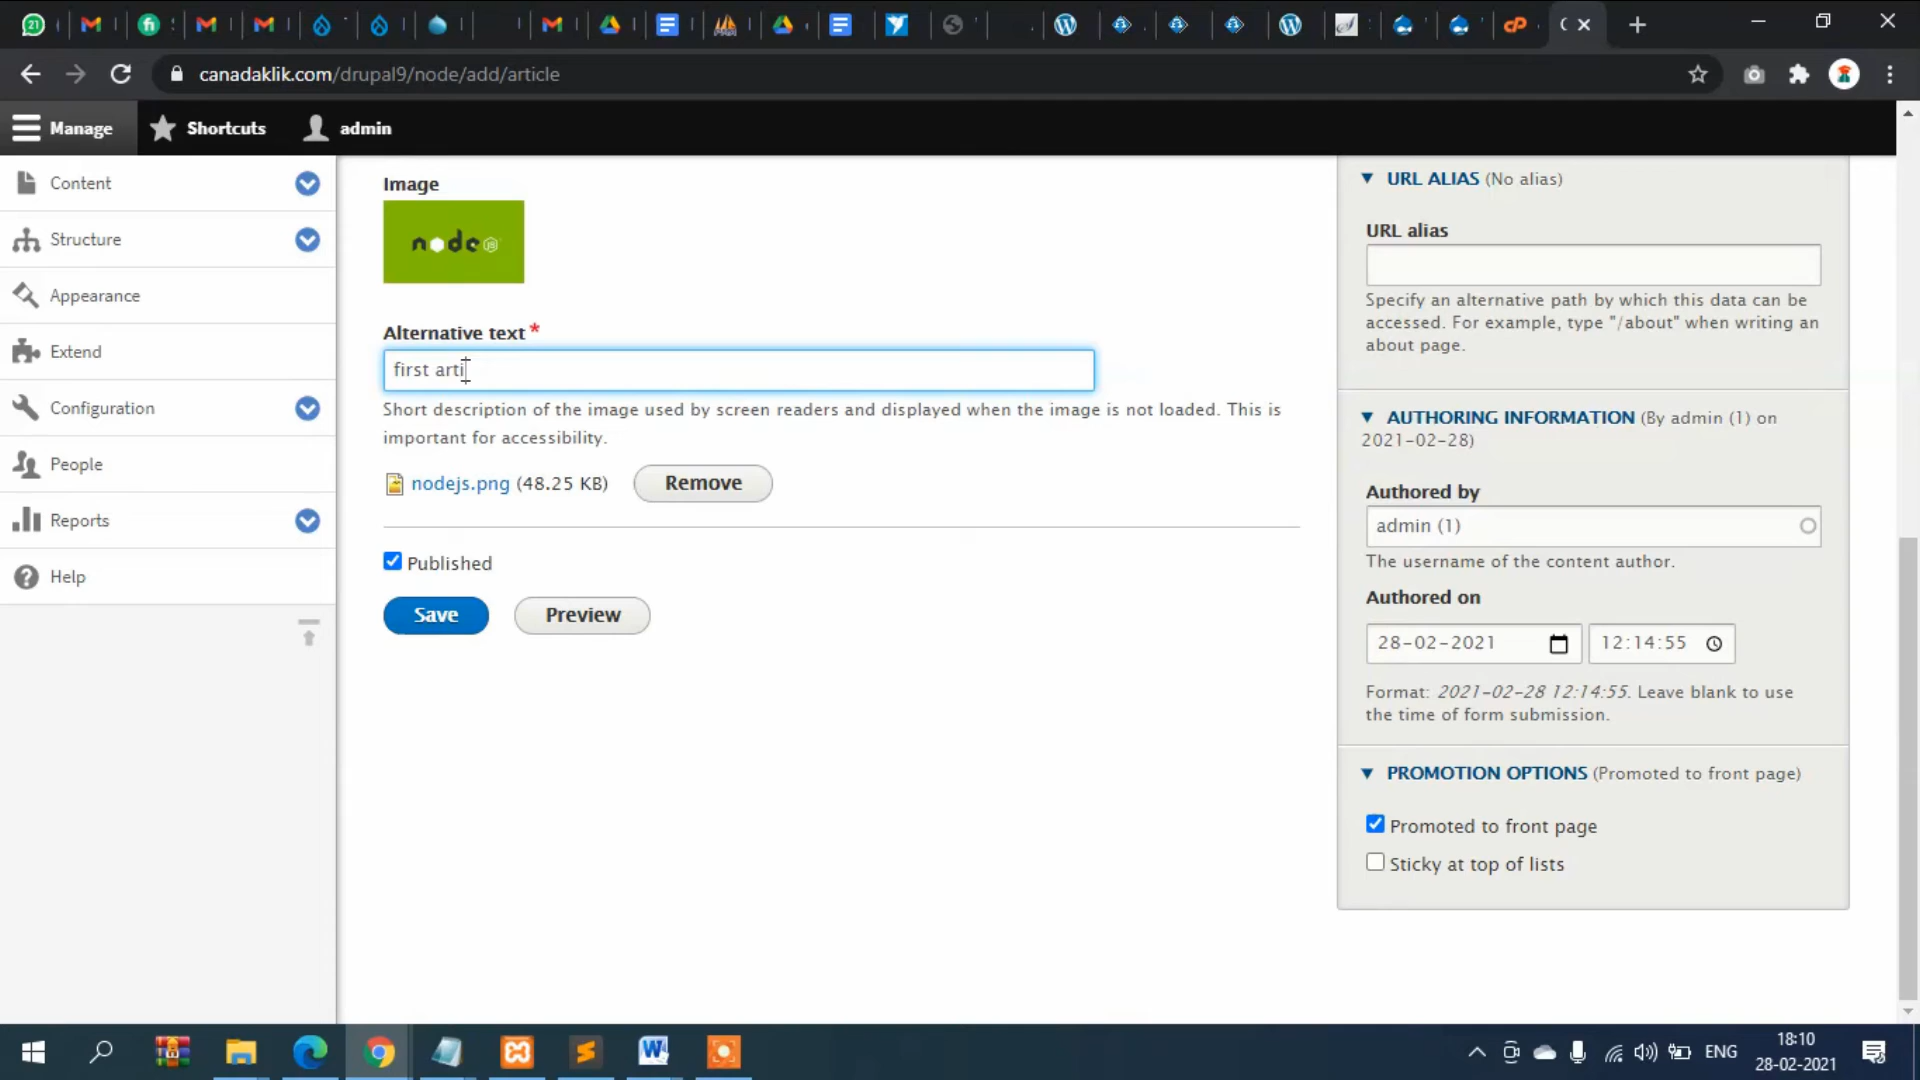 21
canadaklik.com/drupal9/node/add/article
Manage
Shortcuts
admin
Content
Structure
Appearance
Extend
Configuration
People
Reports
Help
Image
node JS
Alternative text *
first arti
Short description of the image used by screen readers and displayed when the image is not loaded. This is
important for accessibility.
nodejs.png (48.25 KB)
Remove
Published
Save
Preview
URL ALIAS (No alias)
URL alias
Specify an alternative path by which this data can be
accessed. For example, type "/about" when writing an
about page.
AUTHORING INFORMATION (By admin (1) on
2021-02-28)
Authored by
admin (1)
The username of the content author.
Authored on
28-02-2021
12:14:55
Format: 2021-02-28 12:14:55. Leave blank to use
the time of form submission.
PROMOTION OPTIONS (Promoted to front page)
Promoted to front page
Sticky at top of lists
ENG
18:10
28-02-2021